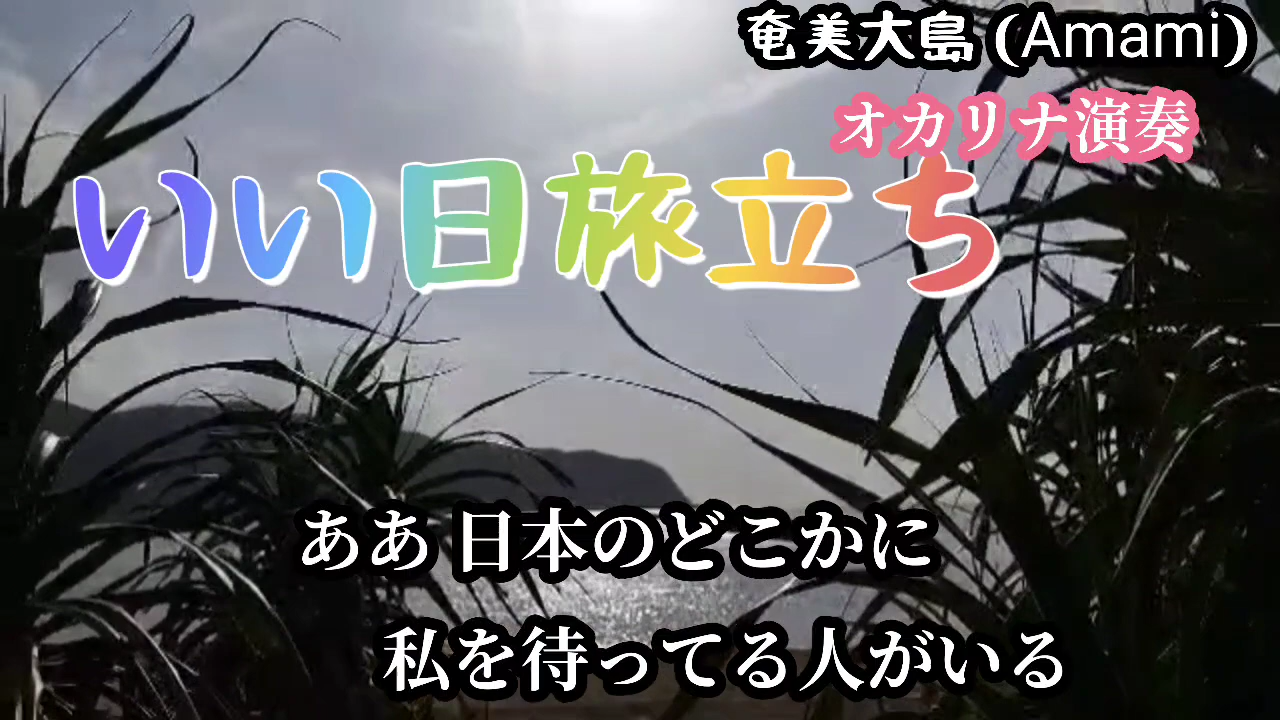 奄美大島 (Amami)
オカリナ演奏
いい日旅立ち
ああ 日本のどこかに
私を待ってる人がいる